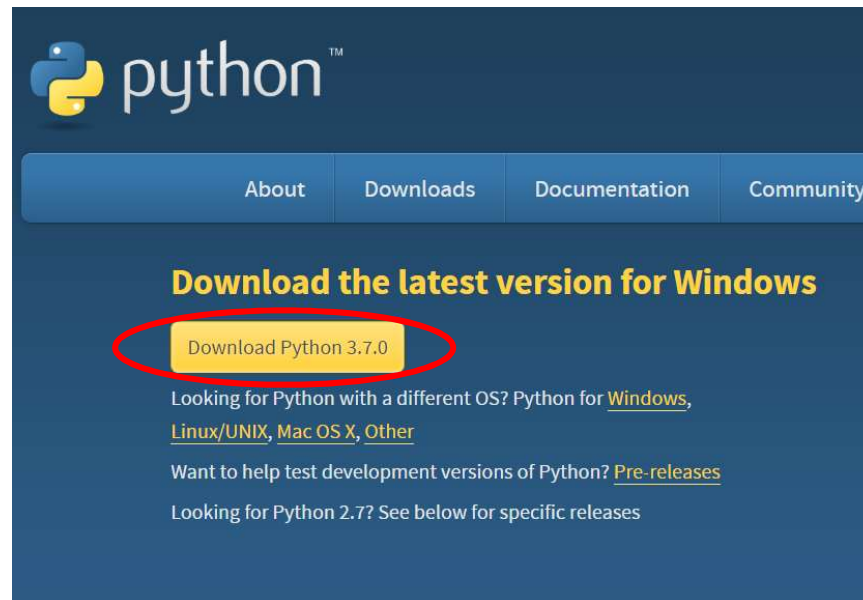 python™
About Downloads Documentation Community
Download the latest version for Windows
Download Python 3.7.0
Looking for Python with a different OS? Python for Windows,
Linux/UNIX, Mac OS X, Other
Want to help test development versions of Python? Pre-releases
Looking for Python 2.7? See below for specific releases